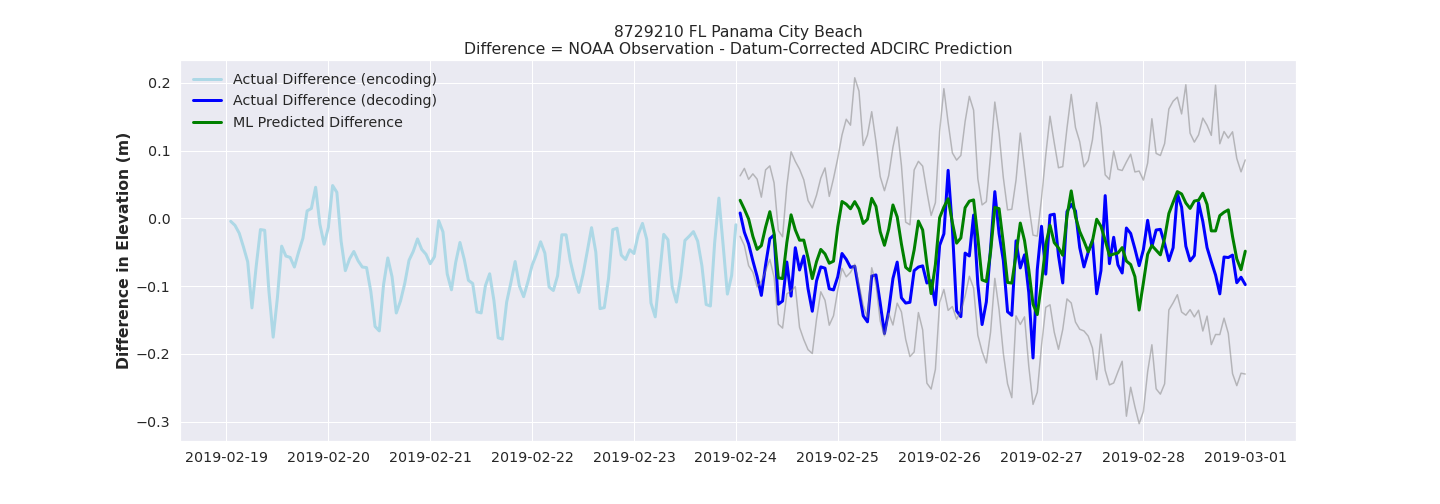 8729210 FL Panama City Beach
Difference = NOAA Observation - Datum-Corrected ADCIRC Prediction
Actual Difference (encoding)
Actual Difference (decoding)
ML Predicted Difference
Difference in Elevation (m)
0.2
0.1
0.0
−0.1
−0.2
−0.3
2019-02-19 2019-02-20 2019-02-21 2019-02-22 2019-02-23 2019-02-24 2019-02-25 2019-02-26 2019-02-27 2019-02-28 2019-03-01